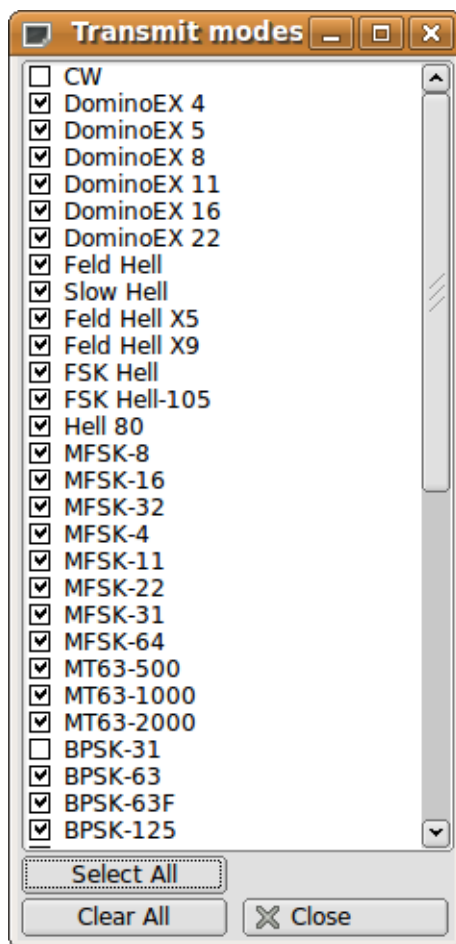 Transmit modes
CW
DominoEX 4
DominoEX 5
DominoEX 8
DominoEX 11
DominoEX 16
DominoEX 22
Feld Hell
Slow Hell
Feld Hell X5
Feld Hell X9
FSK Hell
FSK Hell-105
Hell 80
MFSK-8
MFSK-16
MFSK-32
MFSK-4
MFSK-11
MFSK-22
MFSK-31
MFSK-64
MT63-500
MT63-1000
MT63-2000
BPSK-31
BPSK-63
BPSK-63F
BPSK-125
Select All
Clear All
Close